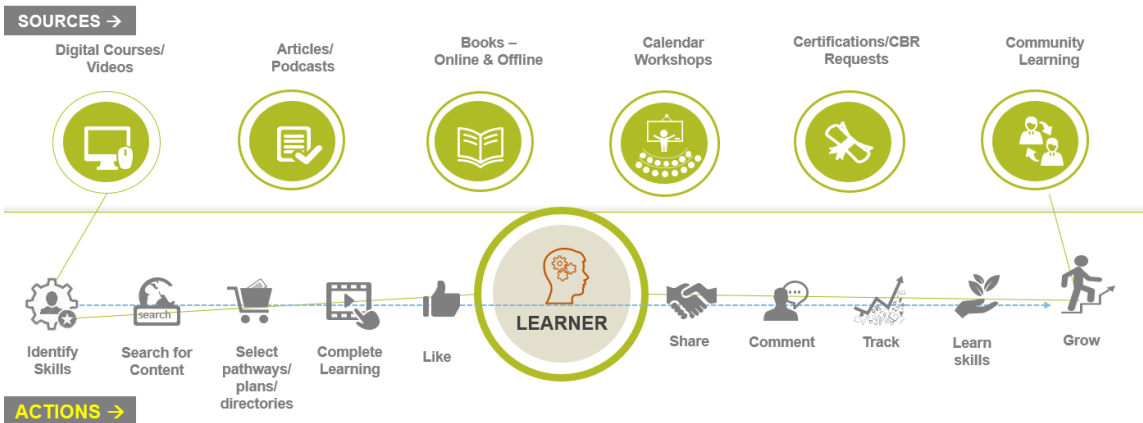 SOURCES →
Digital Courses/
Videos
Articles/
Podcasts
Books –
Online & Offline
Calendar
Workshops
Certifications/CBR
Requests
Community
Learning
Identify
Skills
search
Search for
Content
Select
pathways/
plans/
directories
Complete
Learning
Like
LEARNER
Share
Comment
Track
Learn
skills
Grow
ACTIONS →